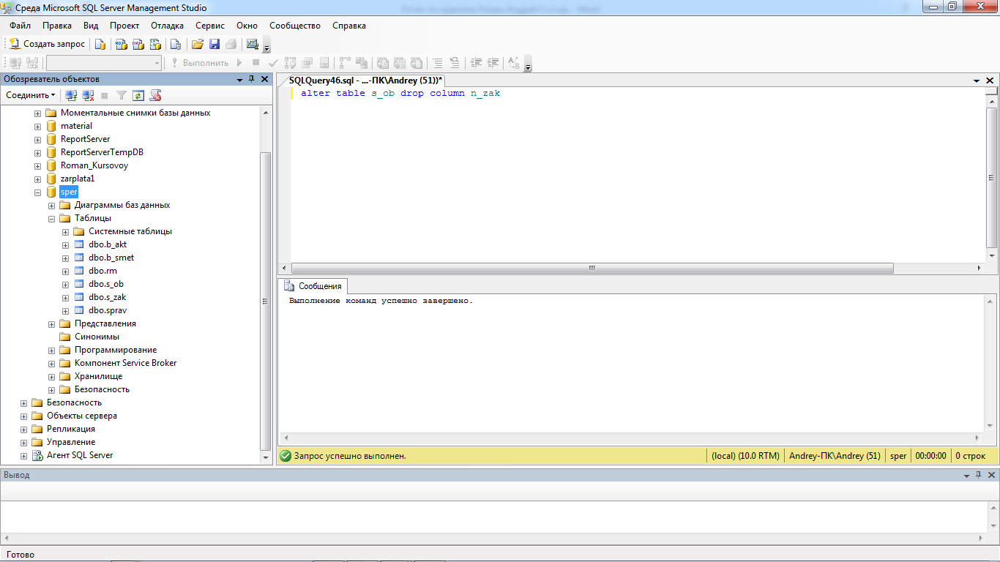 Среда Microsoft SQL Server Management Studio
Файл Правка Вид Проект Отладка Сервис Окно Сообщество Справка
Создать запрос
Выполнить
Обозреватель объектов
SQLQuery46.sql - ...-ПК\Andrey (51))*
Соединить
alter table s_ob drop column n_zak
Моментальные снимки базы данных
material
ReportServer
ReportServerTempDB
Roman_Kursovoy
zarplata1
sper
Диаграммы баз данных
Таблицы
Системные таблицы
dbo.b_akt
dbo.b_smet
dbo.rm
dbo.s_ob
dbo.s_zak
dbo.sprav
Представления
Синонимы
Программирование
Компонент Service Broker
Хранилище
Безопасность
Безопасность
Объекты сервера
Репликация
Управление
Агент SQL Server
Сообщения
Выполнение команд успешно завершено.
Запрос успешно выполнен. (local) (10.0 RTM) Andrey-ПК\Andrey (51) sper 00:00:00 0 строк
Вывод
Готово